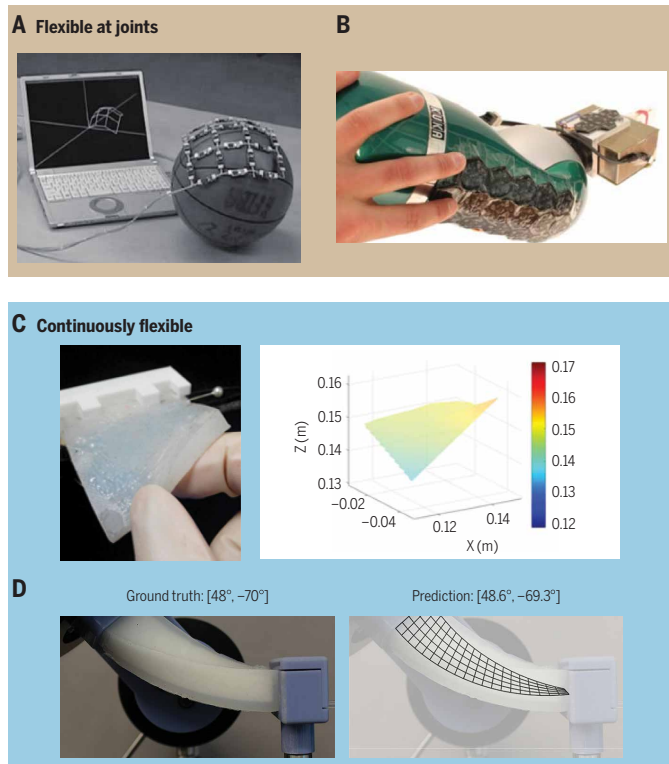 A Flexible at joints
B
KUKA
C Continuously flexible
0.16
0.15
0.14
0.13
Z (m)
−0.02
−0.04
0.12
0.14
X (m)
0.17
0.16
0.15
0.14
0.13
0.12
D
Ground truth: [48°, −70°]
Prediction: [48.6°, −69.3°]